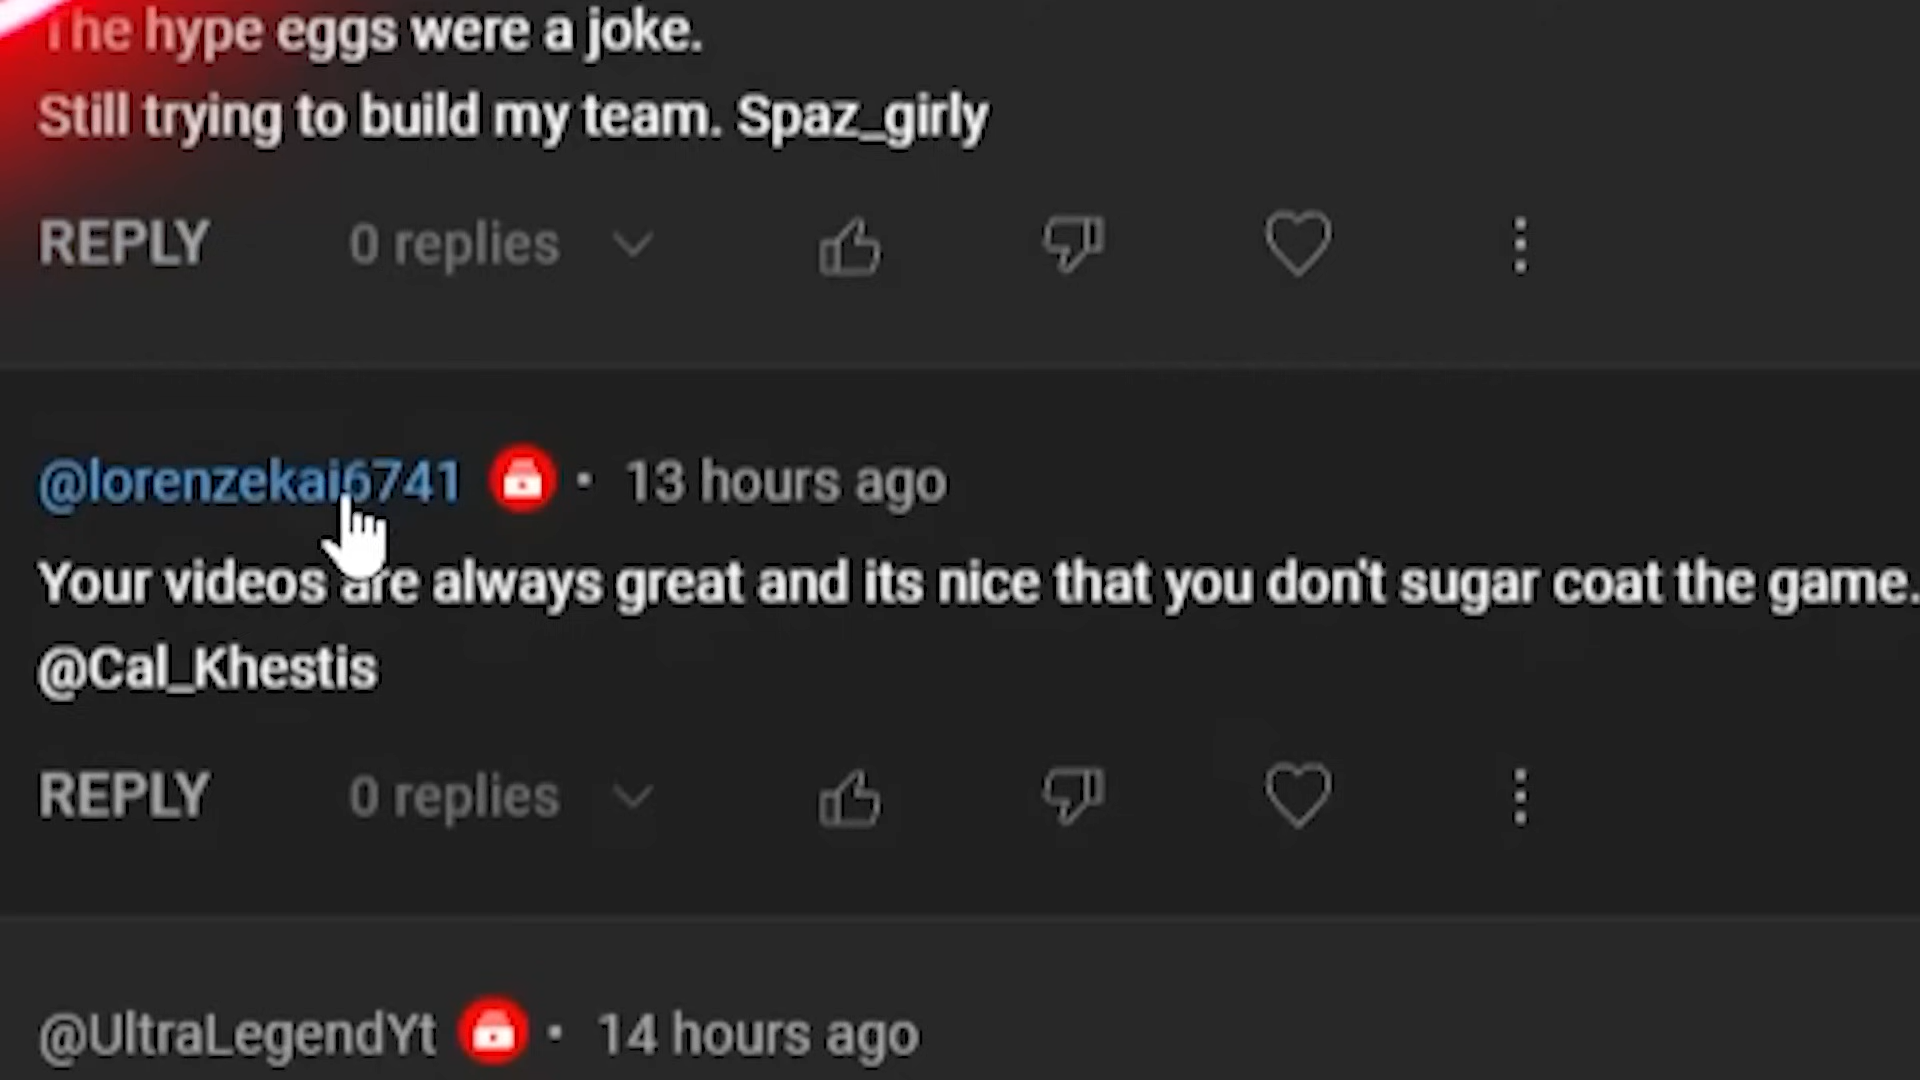 The hype eggs were a joke.
Still trying to build my team. Spaz_girly
REPLY 0 replies
@lorenzekai6741 • 13 hours ago
Your videos are always great and its nice that you don't sugar coat the game.
@Cal_Khestis
REPLY 0 replies
@UltraLegendYt • 14 hours ago